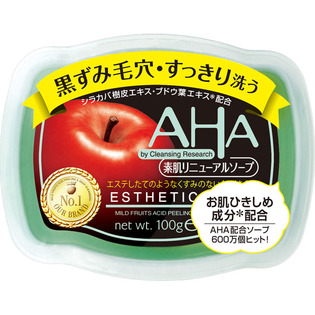 黒ずみ毛穴・すっきり洗う
シラカバ樹皮エキス・ブドウ葉エキス*配合
AHA
by Cleansing Research
素肌リニューアルソープ
No.1
OUR BRAND
エステしたてのようなくすみのない
ESTHETIC
MILD FRUITS ACID PEELING
net wt. 100g
お肌ひきしめ
成分*配合
AHA配合ソープ
600万個ヒット!